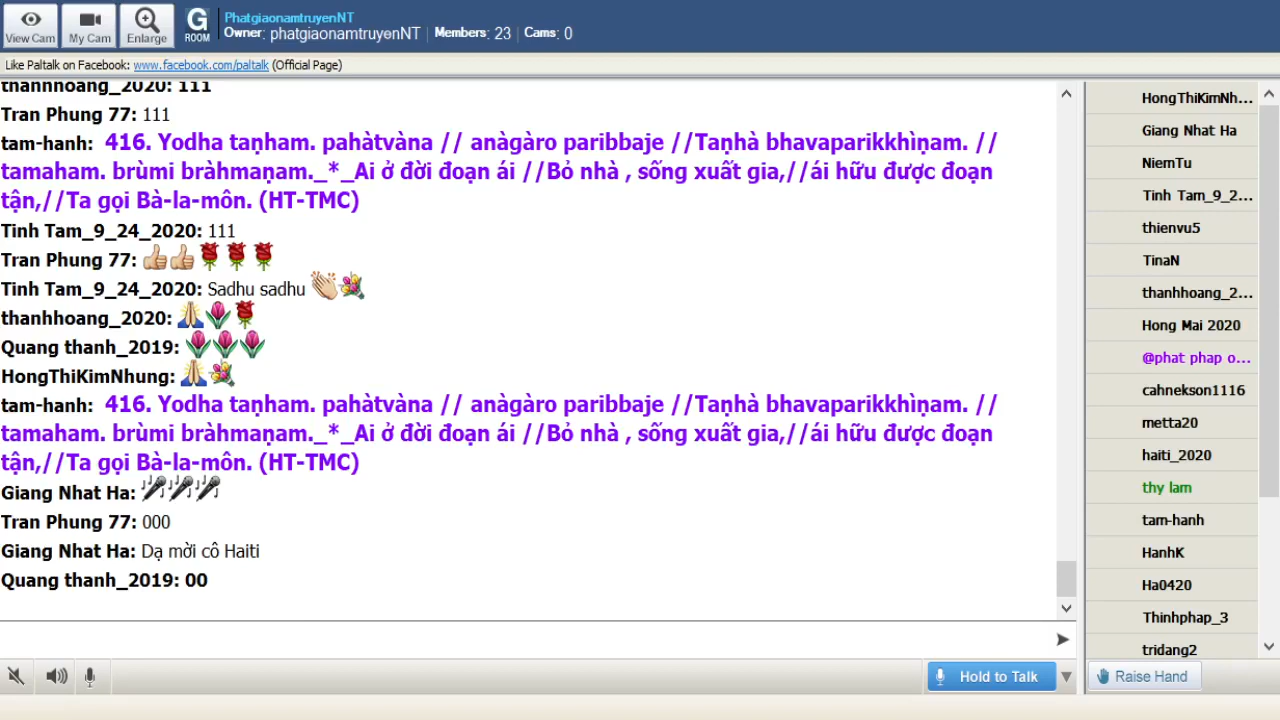 View Cam
My Cam
Enlarge
G
ROOM
PhatgiaonamtruyenNT
Owner: phatgiaonamtruyenNT | Members: 23 | Cams: 0
Like Paltalk on Facebook: www.facebook.com/paltalk (Official Page)
thanhhoang_2020: 111
Tran Phung 77: 111
tam-hanh: 416. Yodha taṇham. pahàtvàna // anàgàro paribbaje //Taṇhà bhavaparikkhìṇam. //
tamaham. brùmi bràhmaṇam._*_Ai ở đời đoạn ái //Bỏ nhà , sống xuất gia,//ái hữu được đoạn
tận,//Ta gọi Bà-la-môn. (HT-TMC)
Tinh Tam_9_24_2020: 111
Tran Phung 77:
Tinh Tam_9_24_2020: Sadhu sadhu
thanhhoang_2020:
Quang thanh_2019:
HongThiKimNhung:
tam-hanh: 416. Yodha taṇham. pahàtvàna // anàgàro paribbaje //Taṇhà bhavaparikkhìṇam. //
tamaham. brùmi bràhmaṇam._*_Ai ở đời đoạn ái //Bỏ nhà , sống xuất gia,//ái hữu được đoạn
tận,//Ta gọi Bà-la-môn. (HT-TMC)
Giang Nhat Ha:
Tran Phung 77: 000
Giang Nhat Ha: Dạ mời cô Haiti
Quang thanh_2019: 00
Hold to Talk
HongThiKimNh...
Giang Nhat Ha
NiemTu
Tinh Tam_9_2...
thienvu5
TinaN
thanhhoang_2...
Hong Mai 2020
@phat phap o...
cahnekson1116
metta20
haiti_2020
thy lam
tam-hanh
HanhK
Ha0420
Thinhphap_3
tridang2
Raise Hand